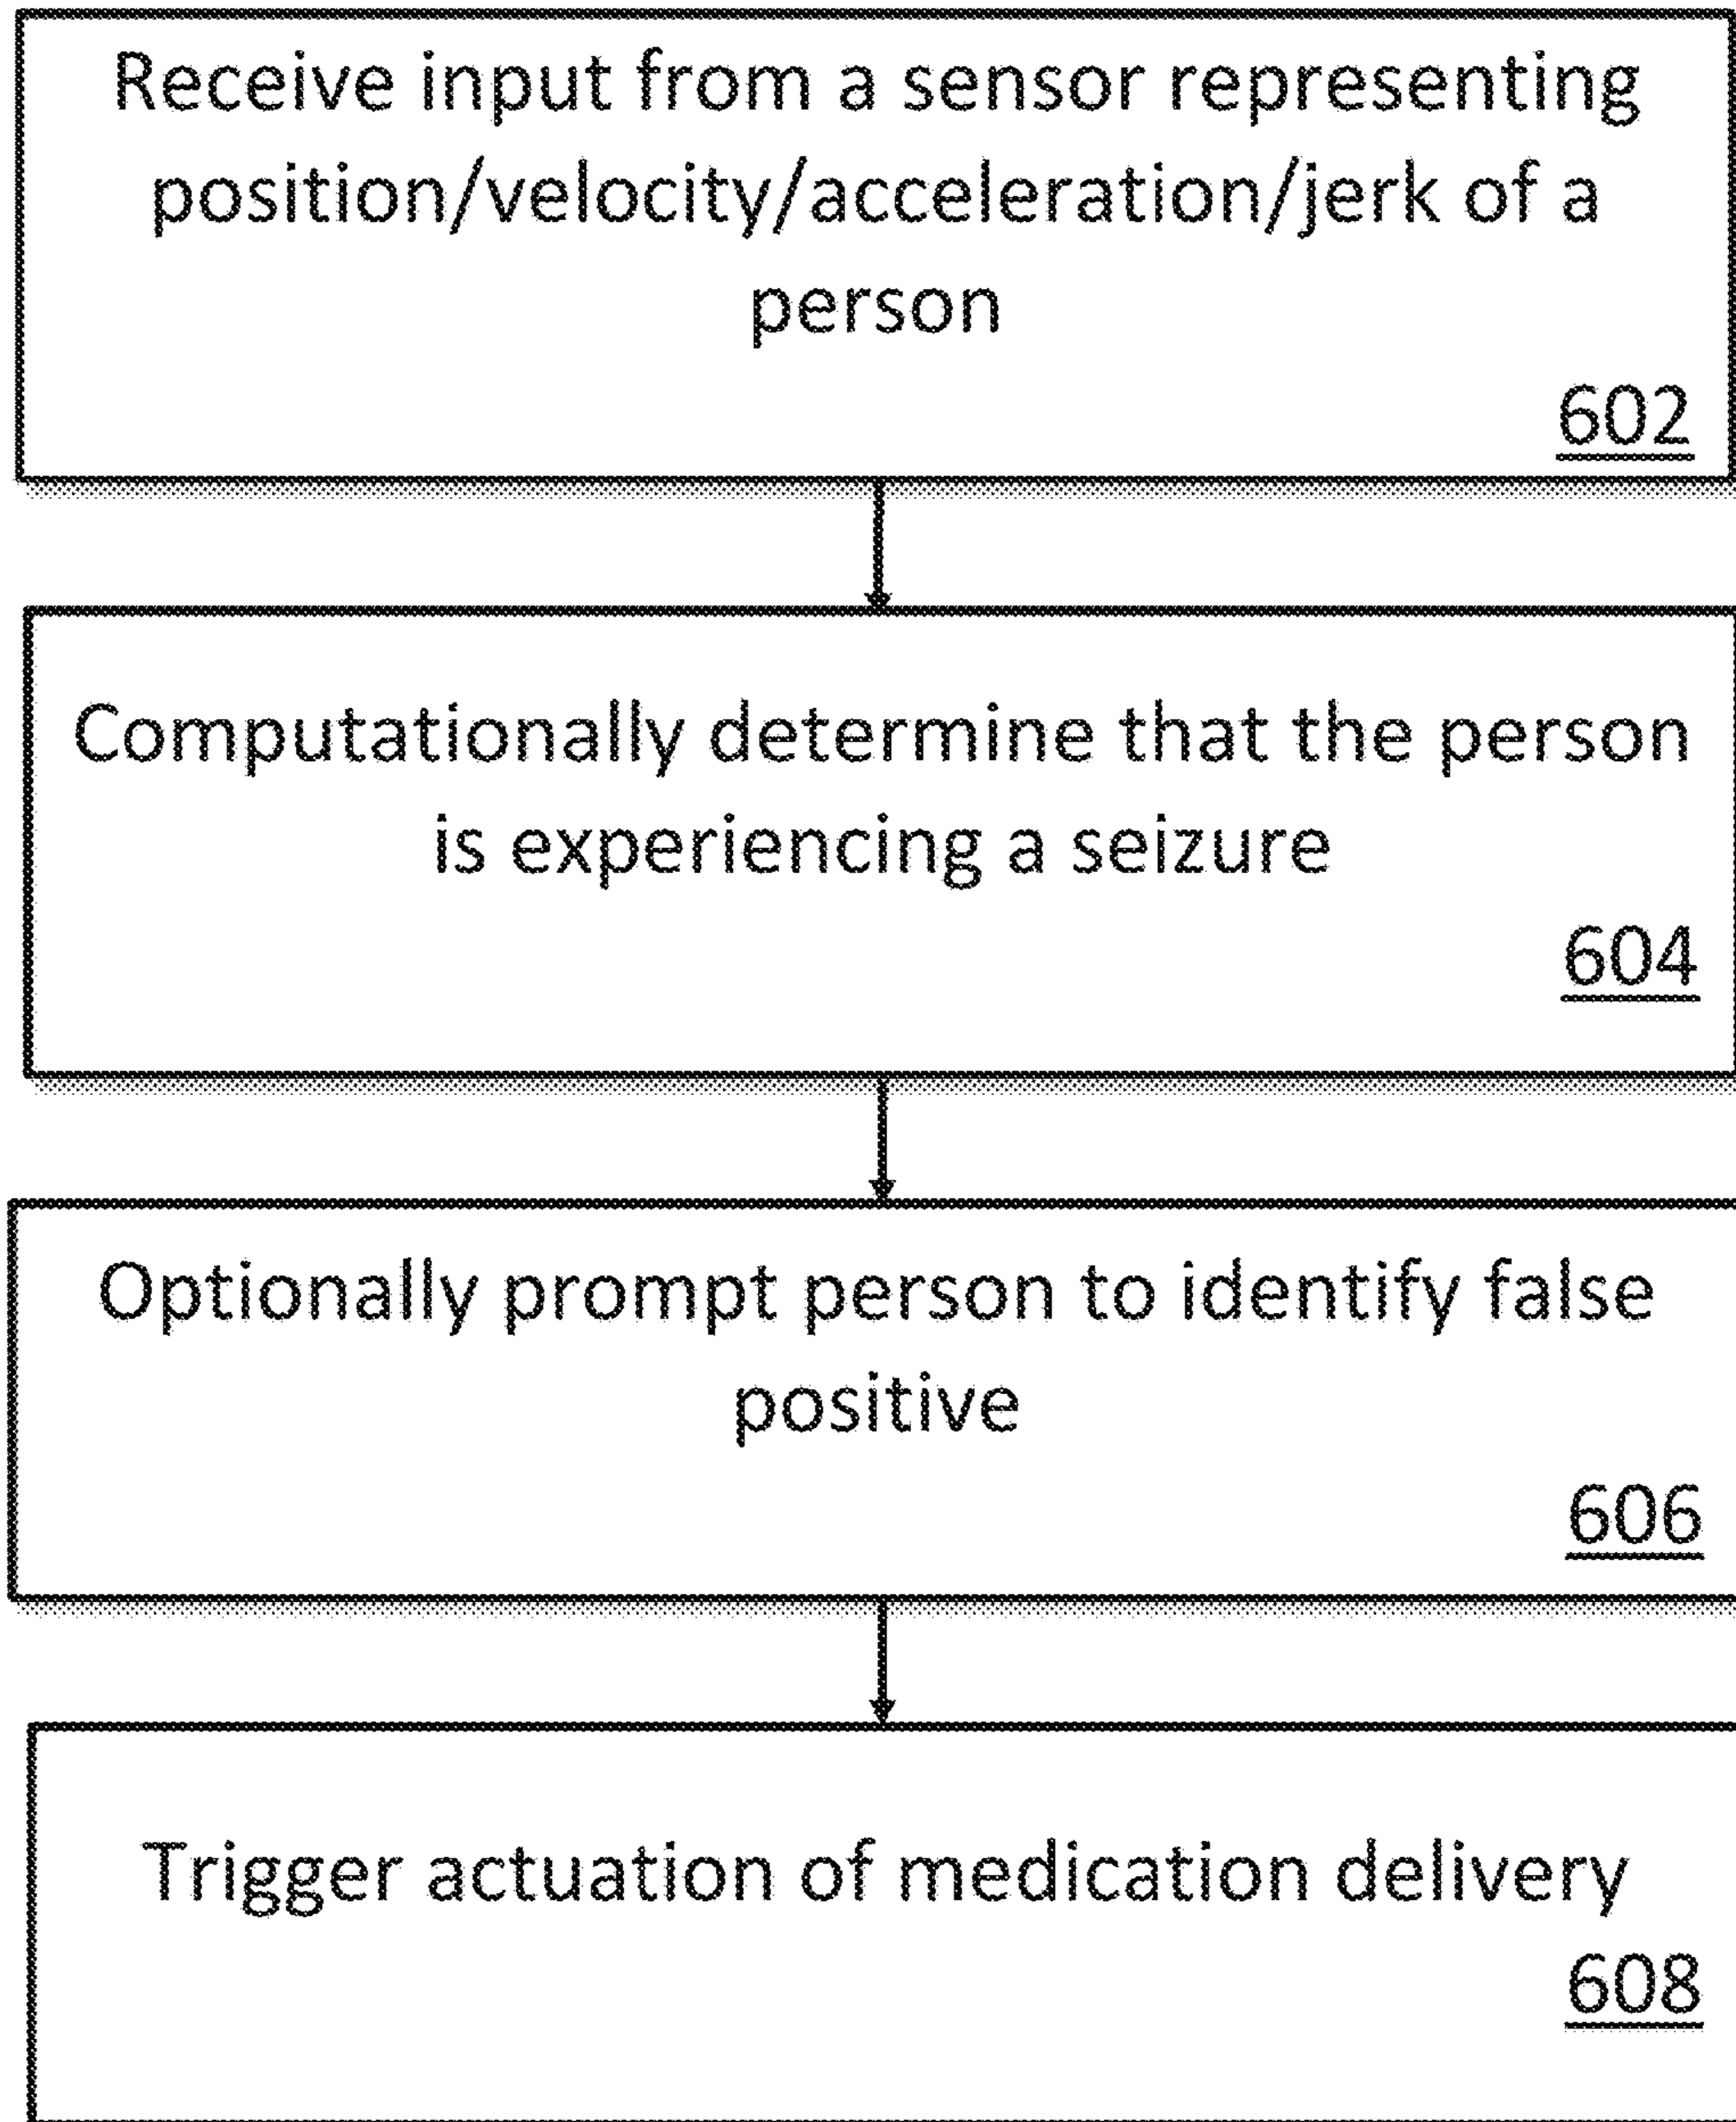 Receive input from a sensor representing
position/velocity/acceleration/jerk of a
person
602
Computationally determine that the person
is experiencing a seizure
604
Optionally prompt person to identify false
positive
606
Trigger actuation of medication delivery
608